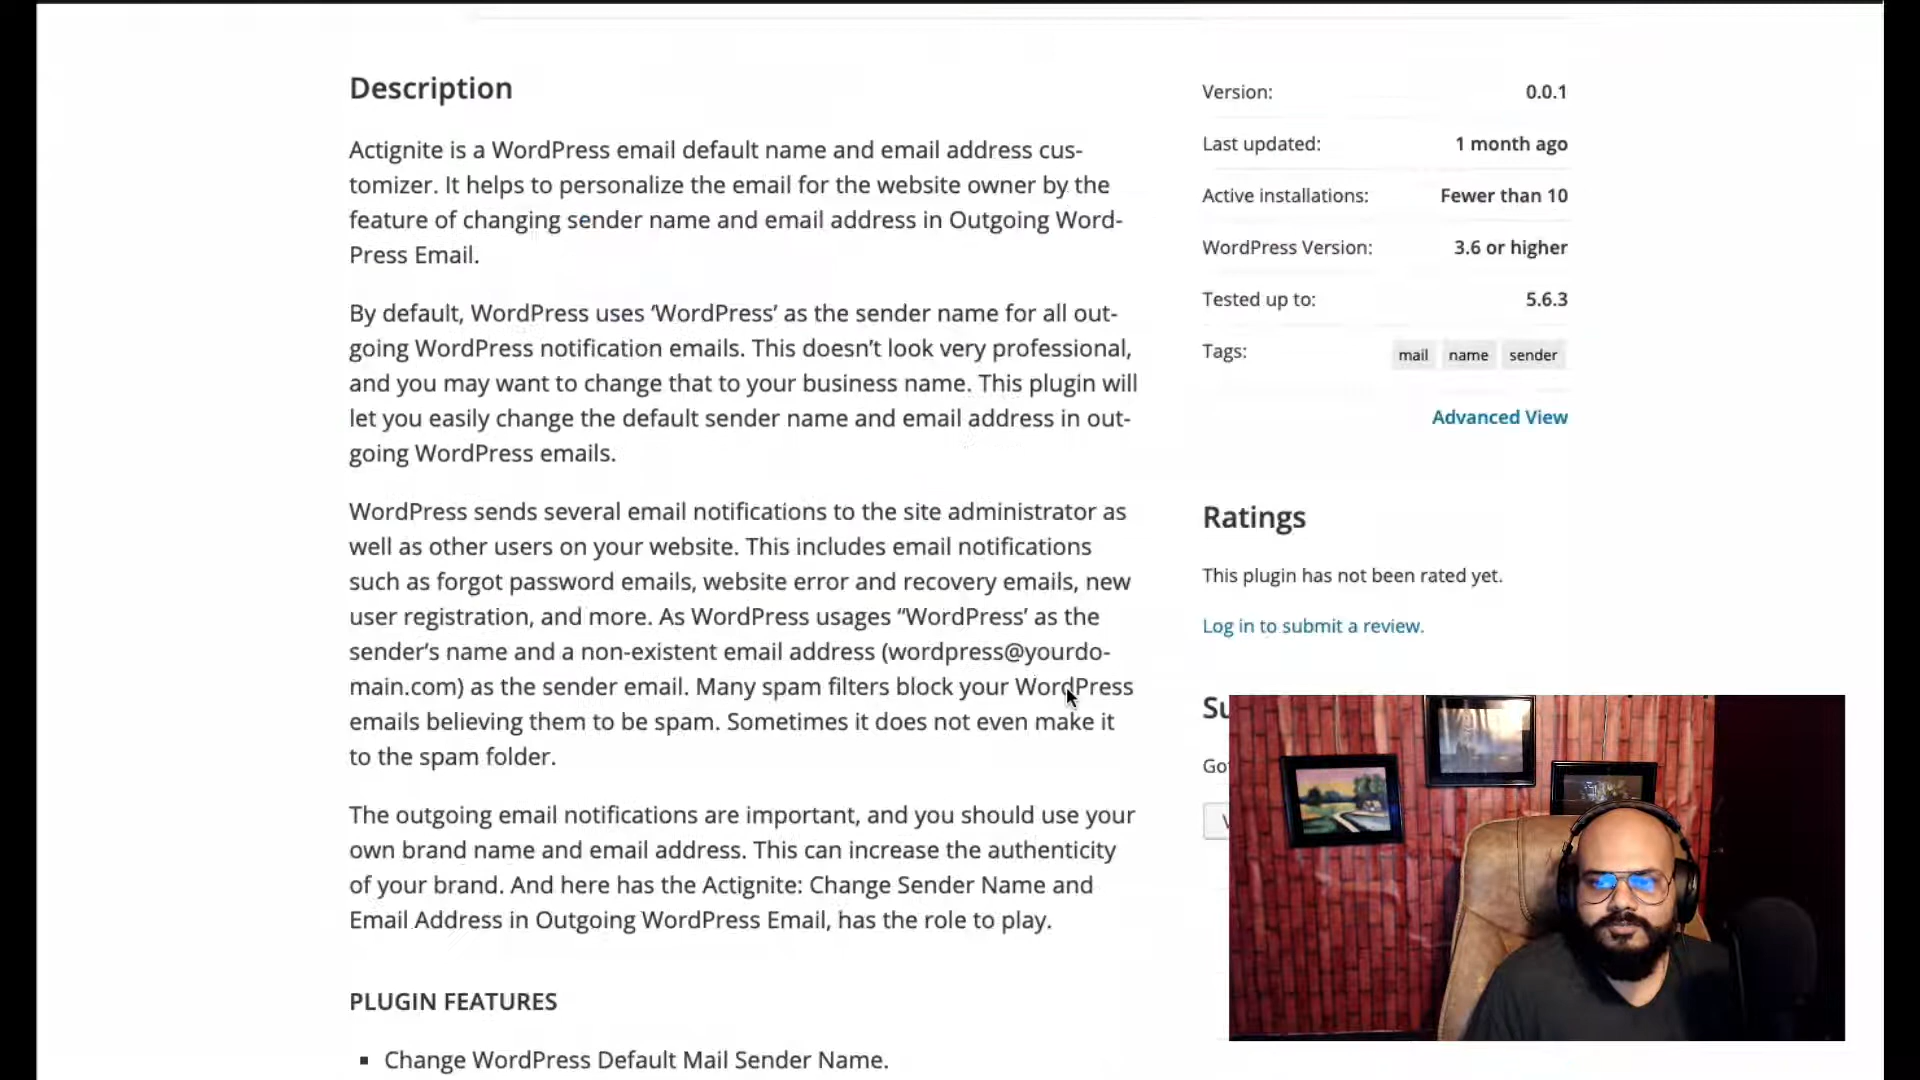 Description
Actignite is a WordPress email default name and email address cus-
tomizer. It helps to personalize the email for the website owner by the
feature of changing sender name and email address in Outgoing Word-
Press Email.
By default, WordPress uses ‘WordPress’ as the sender name for all out-
going WordPress notification emails. This doesn’t look very professional,
and you may want to change that to your business name. This plugin will
let you easily change the default sender name and email address in out-
going WordPress emails.
WordPress sends several email notifications to the site administrator as
well as other users on your website. This includes email notifications
such as forgot password emails, website error and recovery emails, new
user registration, and more. As WordPress usages “WordPress’ as the
sender’s name and a non-existent email address (wordpress@yourdo-
main.com) as the sender email. Many spam filters block your WordPress
emails believing them to be spam. Sometimes it does not even make it
to the spam folder.
The outgoing email notifications are important, and you should use your
own brand name and email address. This can increase the authenticity
of your brand. And here has the Actignite: Change Sender Name and
Email Address in Outgoing WordPress Email, has the role to play.
PLUGIN FEATURES
▪ Change WordPress Default Mail Sender Name.
Version: 0.0.1
Last updated: 1 month ago
Active installations: Fewer than 10
WordPress Version: 3.6 or higher
Tested up to: 5.6.3
Tags: mail name sender
Advanced View
Ratings
This plugin has not been rated yet.
Log in to submit a review.